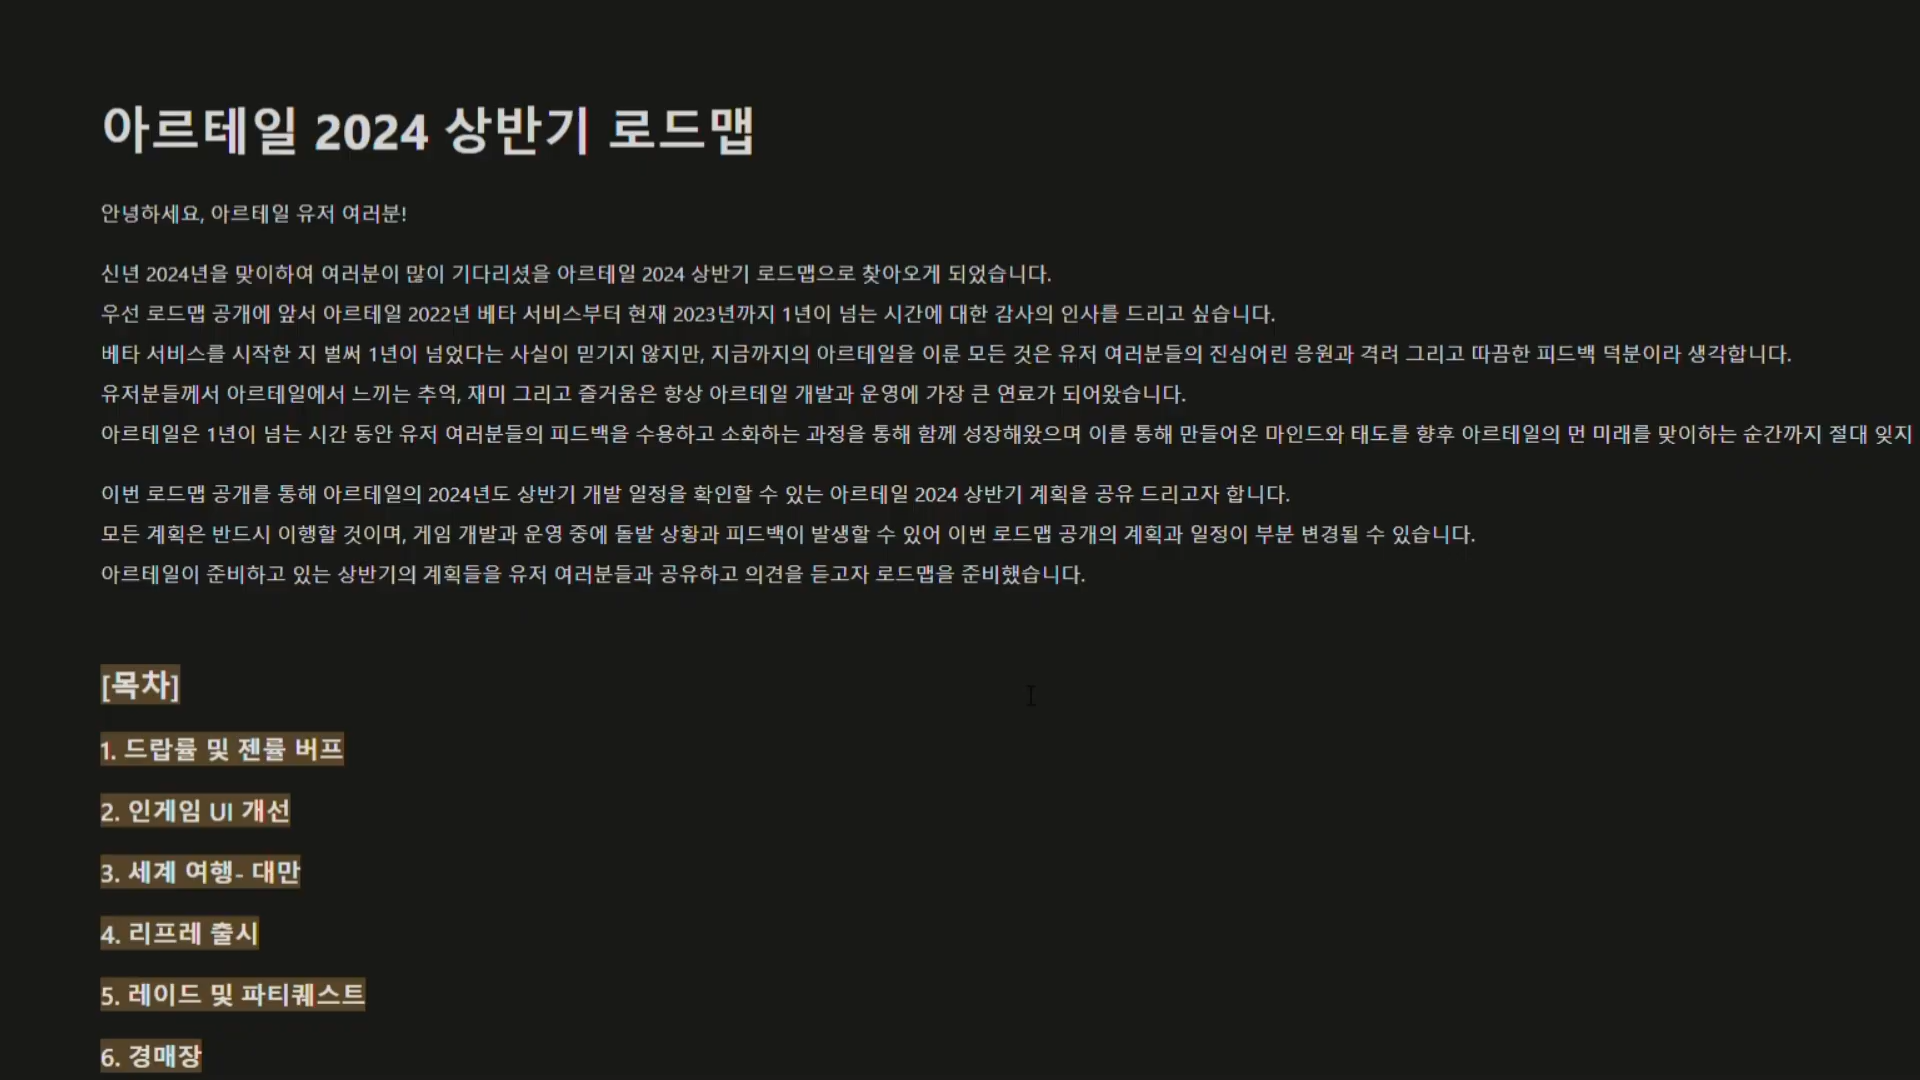 아르테일 2024 상반기 로드맵
안녕하세요, 아르테일 유저 여러분!
신년 2024년을 맞이하여 여러분이 많이 기다리셨을 아르테일 2024 상반기 로드맵으로 찾아오게 되었습니다.
우선 로드맵 공개에 앞서 아르테일 2022년 베타 서비스부터 현재 2023년까지 1년이 넘는 시간에 대한 감사의 인사를 드리고 싶습니다.
베타 서비스를 시작한 지 벌써 1년이 넘었다는 사실이 믿기지 않지만, 지금까지의 아르테일을 이룬 모든 것은 유저 여러분들의 진심어린 응원과 격려 그리고 따끔한 피드백 덕분이라 생각합니다.
유저분들께서 아르테일에서 느끼는 추억, 재미 그리고 즐거움은 항상 아르테일 개발과 운영에 가장 큰 연료가 되어왔습니다.
아르테일은 1년이 넘는 시간 동안 유저 여러분들의 피드백을 수용하고 소화하는 과정을 통해 함께 성장해왔으며 이를 통해 만들어온 마인드와 태도를 향후 아르테일의 먼 미래를 맞이하는 순간까지 절대 잊지
이번 로드맵 공개를 통해 아르테일의 2024년도 상반기 개발 일정을 확인할 수 있는 아르테일 2024 상반기 계획을 공유 드리고자 합니다.
모든 계획은 반드시 이행할 것이며, 게임 개발과 운영 중에 돌발 상황과 피드백이 발생할 수 있어 이번 로드맵 공개의 계획과 일정이 부분 변경될 수 있습니다.
아르테일이 준비하고 있는 상반기의 계획들을 유저 여러분들과 공유하고 의견을 듣고자 로드맵을 준비했습니다.
[목차]
1. 드랍률 및 젠률 버프
2. 인게임 UI 개선
3. 세계 여행- 대만
4. 리프레 출시
5. 레이드 및 파티퀘스트
6. 경매장